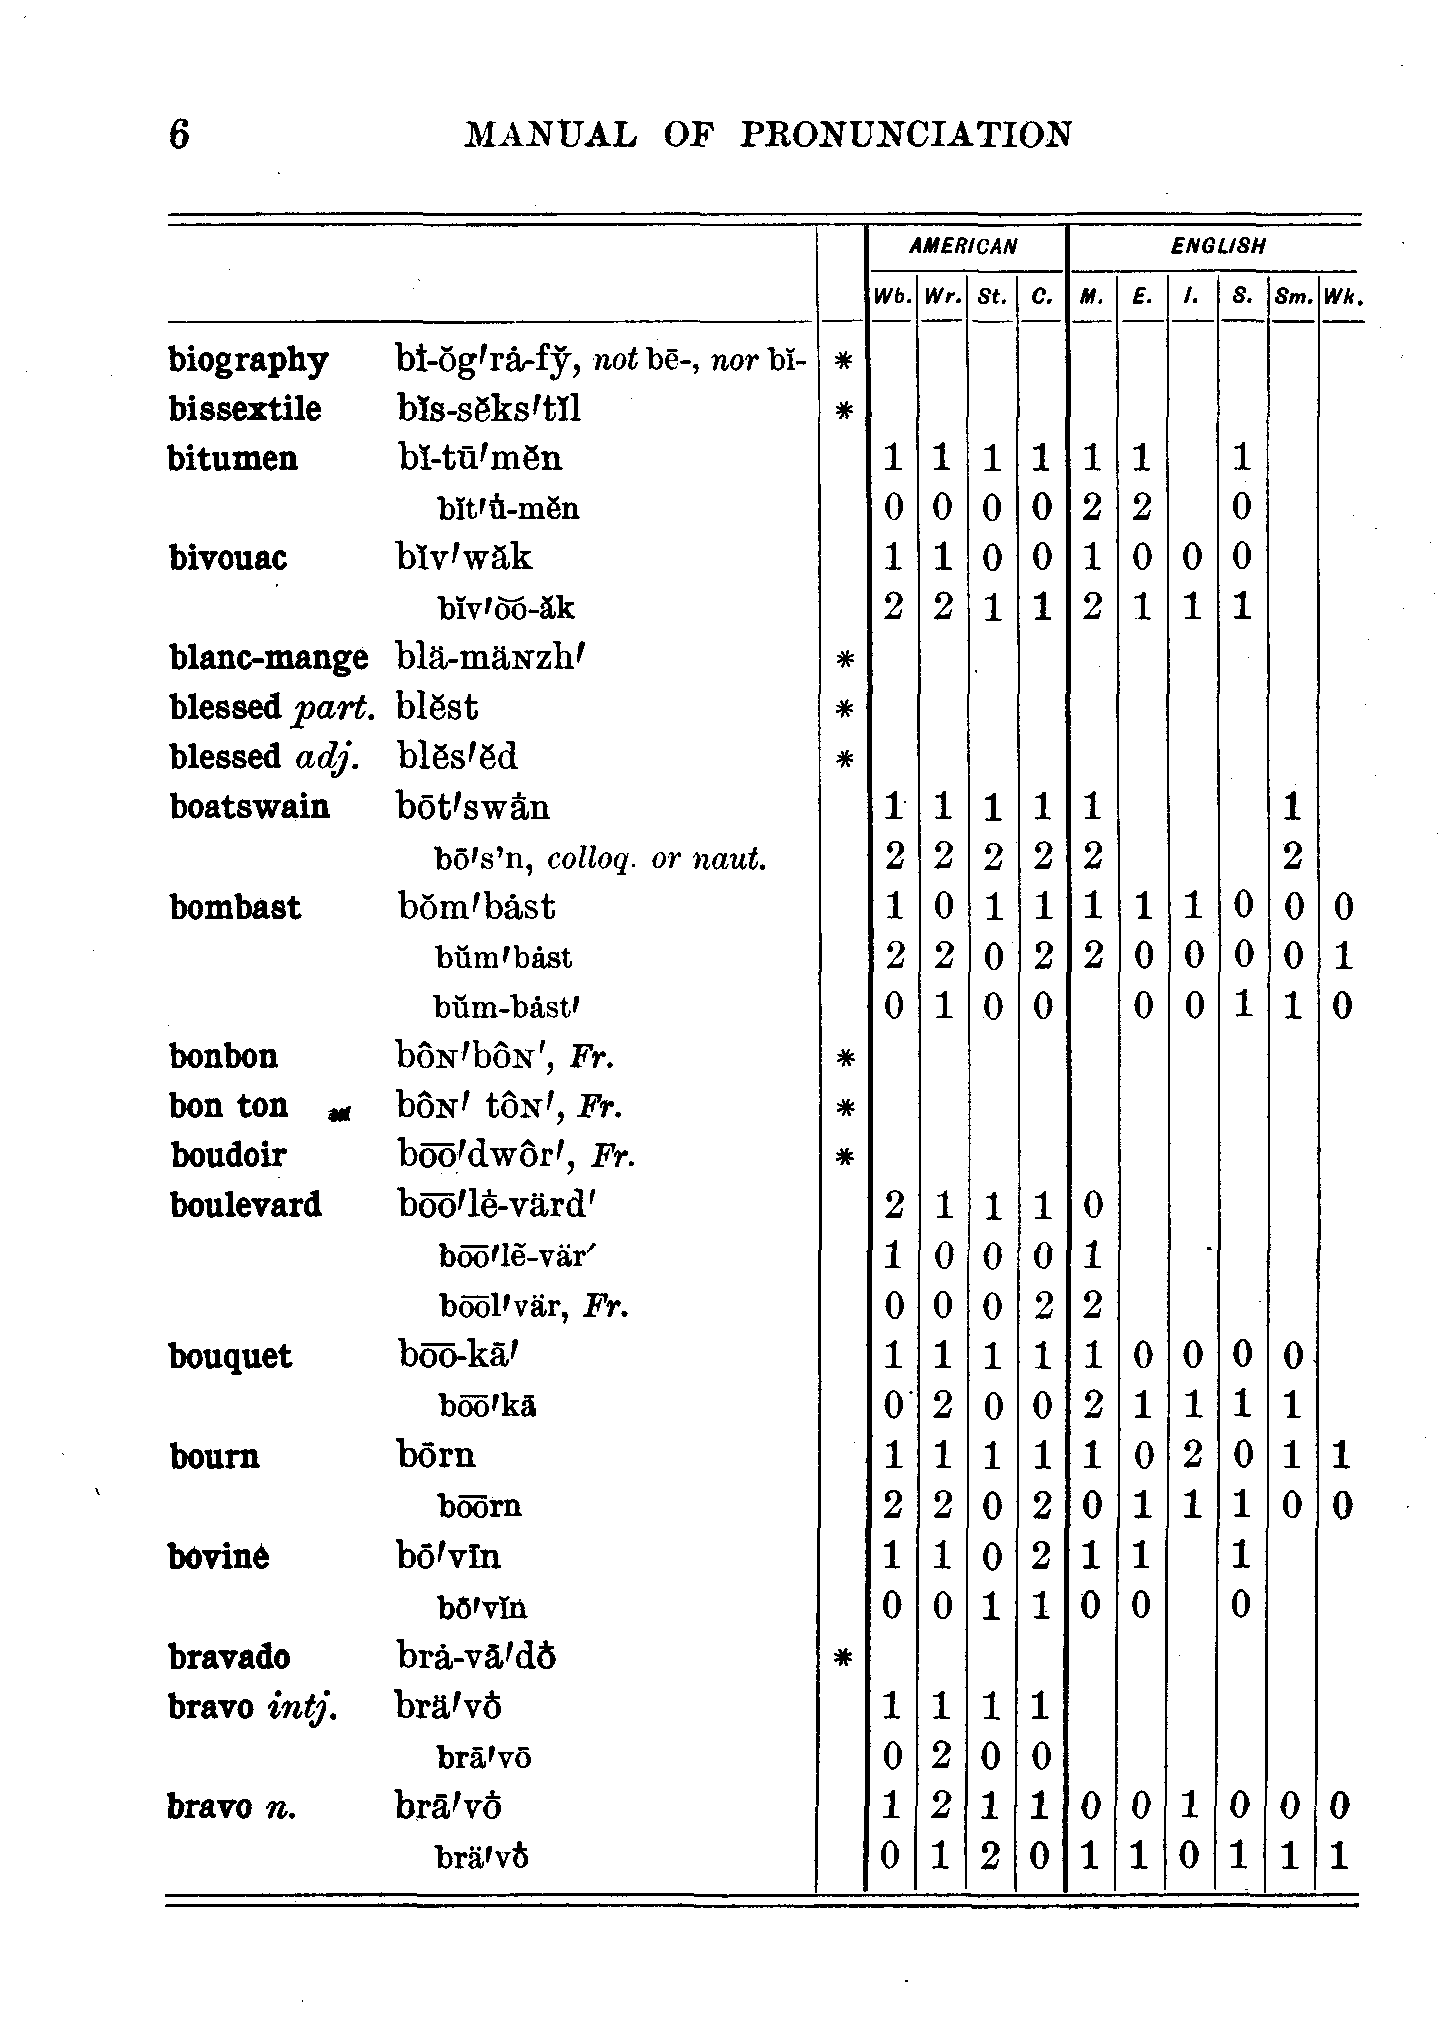 6 MANUAL OF PRONUNCIATION
AMERICAN ENGLISH
Wb. Wr. St. C. M. E. I. S. Sm. Wk.
biography bī̇-ŏg′rȧ-fy̆, not bē-, nor bĭ- *
bissextile bĭs-sĕks′tĭl *
bitumen bĭ-tū′mĕn 1 1 1 1 1 1 1
bĭt′u̇-mĕn 0 0 0 0 2 2 0
bivouac bĭv′wăk 1 1 0 0 1 0 0 0
bĭv′o͞o-ăk 2 2 1 1 2 1 1 1
blanc-mange blä-mäɴzh′ *
blessed part. blĕst *
blessed adj. blĕs′ĕd *
boatswain bōt′swā̇n 1 1 1 1 1 1
bō′s’n, colloq. or naut. 2 2 2 2 2 2
bombast bŏm′bȧst 1 0 1 1 1 1 1 0 0 0
bŭm′bȧst 2 2 0 2 2 0 0 0 0 1
bŭm-bȧst′ 0 1 0 0 0 0 1 1 0
bonbon bôɴ′bôɴ′, Fr. *
bon ton bôɴ′ tôɴ′, Fr. *
boudoir bo͞o′dwôr′, Fr. *
boulevard bo͞o′lē̇-värd′ 2 1 1 1 0
bo͞o′lẽ-vär′ 1 0 0 0 1
bo͞ol′vär, Fr. 0 0 0 2 2
bouquet bo͞o-kā′ 1 1 1 1 1 0 0 0 0
bo͞o′kā 0 2 0 0 2 1 1 1 1
bourn bōrn 1 1 1 1 1 0 2 0 1 1
bo͞orn 2 2 0 2 0 1 1 1 0 0
bovine bō′vīn 1 1 0 2 1 1 1
bō′vĭn 0 0 1 1 0 0 0
bravado brȧ-vā′dō̇ *
bravo intj. brä′vō̇ 1 1 1 1
brā′vō 0 2 0 0
bravo n. brā′vō̇ 1 2 1 1 0 0 1 0 0 0
brä′vō̇ 0 1 2 0 1 1 0 1 1 1